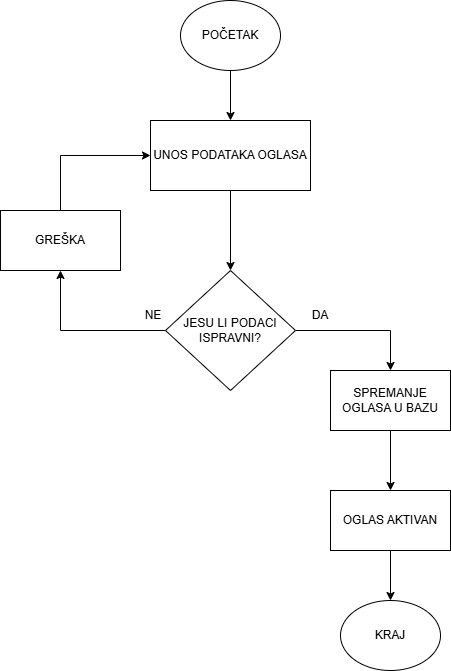 POČETAK
UNOS PODATAKA OGLASA
GREŠKA
NE
JESU LI PODACI
ISPRAVNI?
DA
SPREMANJE
OGLASA U BAZU
OGLAS AKTIVAN
KRAJ